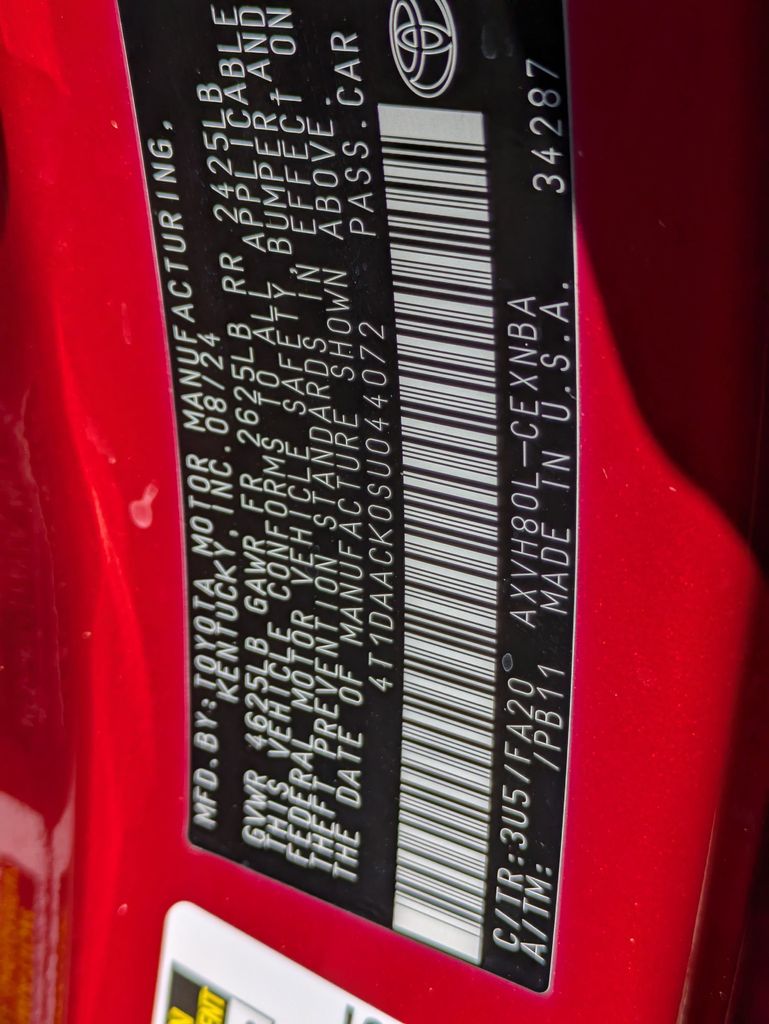 MFD.BY: TOYOTA MOTOR MANUFACTURING,
KENTUCKY, INC. 08/24
GVWR 4625LB GAWR FR 2625LB RR 2425LB
THIS VEHICLE CONFORMS TO ALL APPLICABLE
FEDERAL MOTOR VEHICLE SAFETY, BUMPER AND
THEFT PREVENTION STANDARDS IN EFFECT ON
THE DATE OF MANUFACTURE SHOWN ABOVE.
4T1DAACK0SU044072 PASS.CAR
C/TR:3U5/FA20 AXVH80L-CEXNBA 34287
A/TM: /PB11 MADE IN U.S.A.